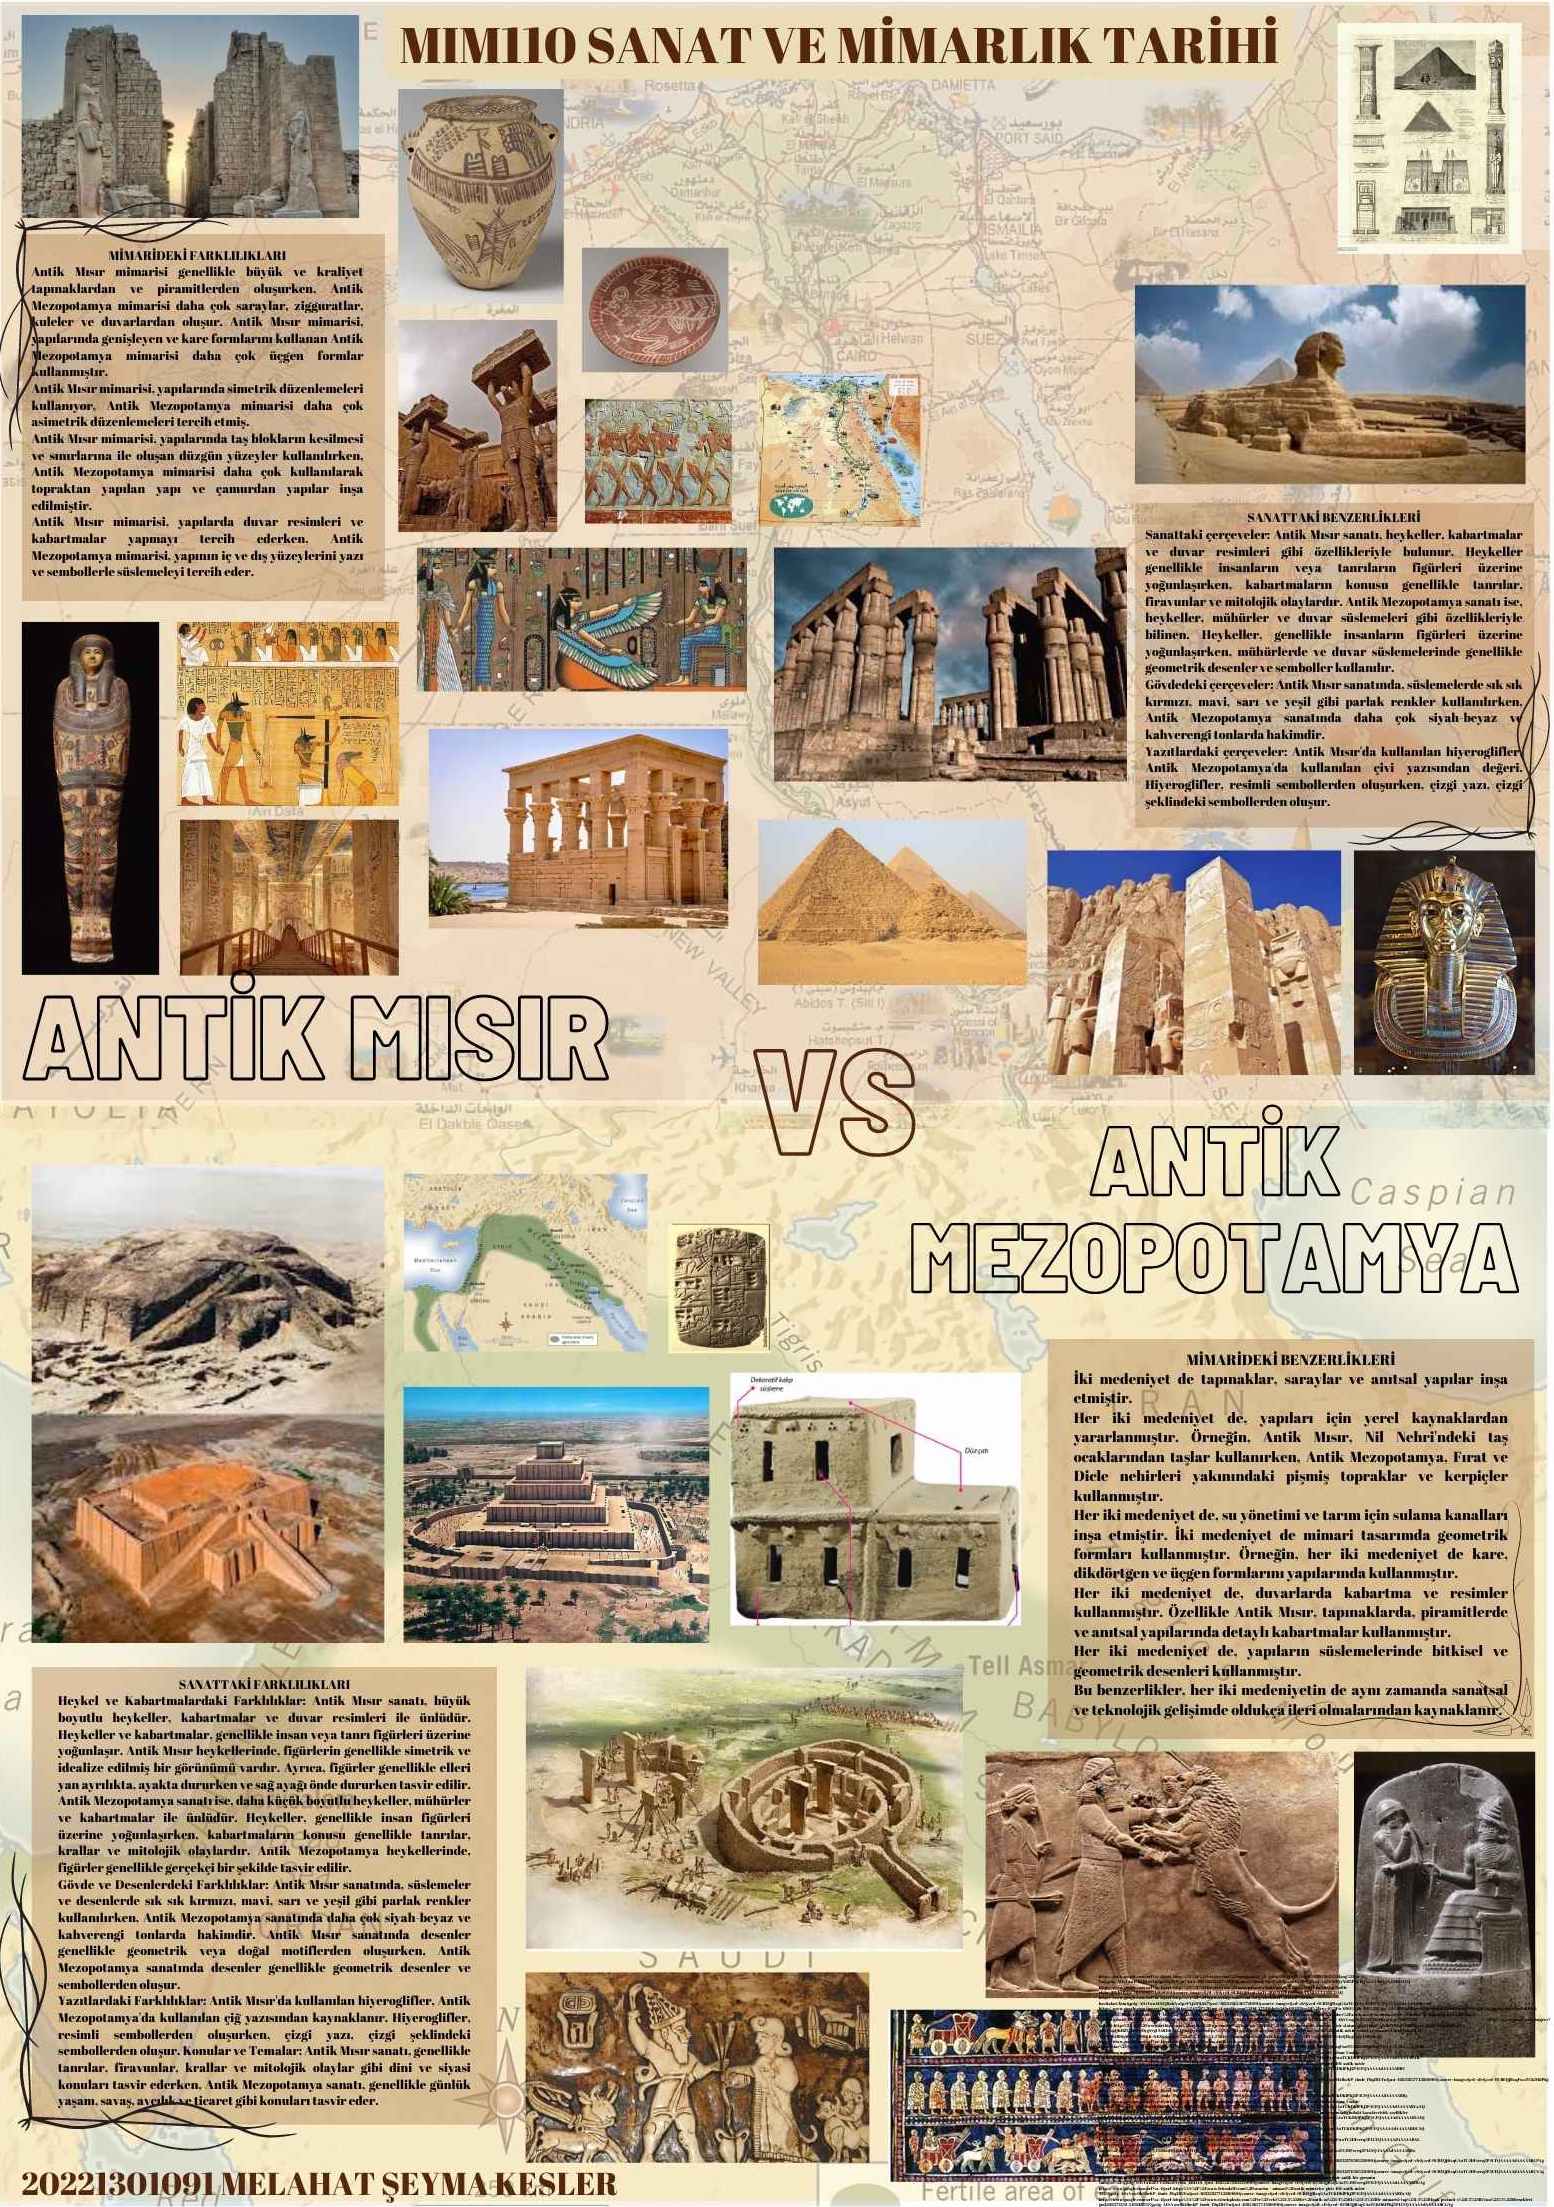 MIM110 SANAT VE MİMARLIK TARİHİ
MİMARİDEKİ FARKLILIKLARI
Antik Mısır mimarisi genellikle büyük ve kraliyet
tapınaklardan ve piramitlerden oluşurken, Antik
Mezopotamya mimarisi daha çok saraylar, zigguratlar,
kuleler ve duvarlardan oluşur. Antik Mısır mimarisi,
yapılarında genişleyen ve kare formlarını kullanan Antik
Mezopotamya mimarisi daha çok üçgen formlar
kullanmıştır.
Antik Mısır mimarisi, yapılarında simetrik düzenlemeleri
kullanıyor, Antik Mezopotamya mimarisi daha çok
asimetrik düzenlemeleri tercih etmiş.
Antik Mısır mimarisi, yapılarında taş blokların kesilmesi
ve sınırlarına ile oluşan düzgün yüzeyler kullanılırken,
Antik Mezopotamya mimarisi daha çok kullanılarak
topraktan yapılan yapı ve çamurdan yapılar inşa
edilmiştir.
Antik Mısır mimarisi, yapılarda duvar resimleri ve
kabartmalar yapmayı tercih ederken, Antik
Mezopotamya mimarisi, yapının iç ve dış yüzeylerini yazı
ve sembollerle süslemeleyi tercih eder.
SANATTAKİ BENZERLİKLERİ
Sanattaki çerçeveler: Antik Mısır sanatı, heykeller, kabartmalar
ve duvar resimleri gibi özellikleriyle bulunur. Heykeller
genellikle insanların veya tanrıların figürleri üzerine
yoğunlaşırken, kabartmaların konusu genellikle tanrılar,
firavunlar ve mitolojik olaylardır. Antik Mezopotamya sanatı ise,
heykeller, mühürler ve duvar süslemeleri gibi özellikleriyle
bilinen. Heykeller, genellikle insanların figürleri üzerine
yoğunlaşırken, mühürlerde ve duvar süslemelerinde genellikle
geometrik desenler ve semboller kullanılır.
Gövdedeki çerçeveler: Antik Mısır sanatında, süslemelerde sık sık
kırmızı, mavi, sarı ve yeşil gibi parlak renkler kullanılırken,
Antik Mezopotamya sanatında daha çok siyah-beyaz ve
kahverengi tonlarda hakimdir.
Yazıtlardaki çerçeveler: Antik Mısır'da kullanılan hiyeroglifler,
Antik Mezopotamya'da kullanılan çivi yazısından değeri.
Hiyeroglifler, resimli sembollerden oluşurken, çizgi yazı, çizgi
şeklindeki sembollerden oluşur.
ANTİK MISIR
VS
ANTİK
MEZOPOTAMYA
Caspian
Sea
Tigris
Dekoratif kalıp
süsleme
Düz çatı
MİMARİDEKİ BENZERLİKLERİ
İki medeniyet de tapınaklar, saraylar ve anıtsal yapılar inşa
etmiştir.
Her iki medeniyet de, yapıları için yerel kaynaklardan
yararlanmıştır. Örneğin, Antik Mısır, Nil Nehri'ndeki taş
ocaklarından taşlar kullanırken, Antik Mezopotamya, Fırat ve
Dicle nehirleri yakınındaki pişmiş topraklar ve kerpiçler
kullanmıştır.
Her iki medeniyet de, su yönetimi ve tarım için sulama kanalları
inşa etmiştir. İki medeniyet de mimari tasarımda geometrik
formları kullanmıştır. Örneğin, her iki medeniyet de kare,
dikdörtgen ve üçgen formlarını yapılarında kullanmıştır.
Her iki medeniyet de, duvarlarda kabartma ve resimler
kullanmıştır. Özellikle Antik Mısır, tapınaklarda, piramitlerde
ve anıtsal yapılarında detaylı kabartmalar kullanmıştır.
Her iki medeniyet de, yapıların süslemelerinde bitkisel ve
geometrik desenleri kullanmıştır.
Bu benzerlikler, her iki medeniyetin de aynı zamanda sanatsal
ve teknolojik gelişimde oldukça ileri olmalarından kaynaklanır.
Tell Asmar
SANATTAKİ FARKLILIKLARI
Heykel ve Kabartmalardaki Farklılıklar: Antik Mısır sanatı, büyük
boyutlu heykeller, kabartmalar ve duvar resimleri ile ünlüdür.
Heykeller ve kabartmalar, genellikle insan veya tanrı figürleri üzerine
yoğunlaşır. Antik Mısır heykellerinde, figürlerin genellikle simetrik ve
idealize edilmiş bir görünümü vardır. Ayrıca, figürler genellikle elleri
yan ayrılıkta, ayakta dururken ve sağ ayağı önde dururken tasvir edilir.
Antik Mezopotamya sanatı ise, daha küçük boyutlu heykeller, mühürler
ve kabartmalar ile ünlüdür. Heykeller, genellikle insan figürleri
üzerine yoğunlaşırken, kabartmaların konusu genellikle tanrılar,
krallar ve mitolojik olaylardır. Antik Mezopotamya heykellerinde,
figürler genellikle gerçekçi bir şekilde tasvir edilir.
Gövde ve Desenlerdeki Farklılıklar: Antik Mısır sanatında, süslemeler
ve desenlerde sık sık kırmızı, mavi, sarı ve yeşil gibi parlak renkler
kullanılırken, Antik Mezopotamya sanatında daha çok siyah-beyaz ve
kahverengi tonlarda hakimdir. Antik Mısır sanatında desenler
genellikle geometrik veya doğal motiflerden oluşurken, Antik
Mezopotamya sanatında desenler genellikle geometrik desenler ve
sembollerden oluşur.
Yazıtlardaki Farklılıklar: Antik Mısır'da kullanılan hiyeroglifler, Antik
Mezopotamya'da kullanılan çiğ yazısından kaynaklanır. Hiyeroglifler,
resimli sembollerden oluşurken, çizgi yazı, çizgi şeklindeki
sembollerden oluşur. Konular ve Temalar: Antik Mısır sanatı, genellikle
tanrılar, firavunlar, krallar ve mitolojik olaylar gibi dini ve siyasi
konuları tasvir ederken, Antik Mezopotamya sanatı, genellikle günlük
yaşam, savaş, avcılık ve ticaret gibi konuları tasvir eder.
SAUDI
20221301091 MELAHAT ŞEYMA KESLER
Fertile area of